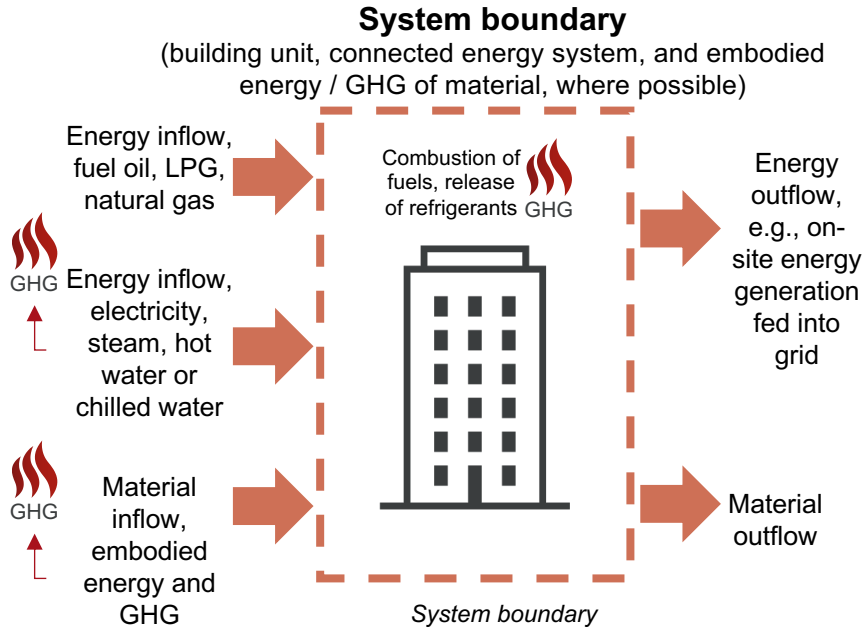 System boundary
(building unit, connected energy system, and embodied
energy / GHG of material, where possible)
Energy inflow,
fuel oil, LPG,
natural gas
GHG
Energy inflow,
electricity,
steam, hot
water or
chilled water
GHG
Material
inflow,
embodied
energy and
GHG
Combustion of
fuels, release
of refrigerants
GHG
System boundary
Energy
outflow,
e.g., on-
site energy
generation
fed into
grid
Material
outflow